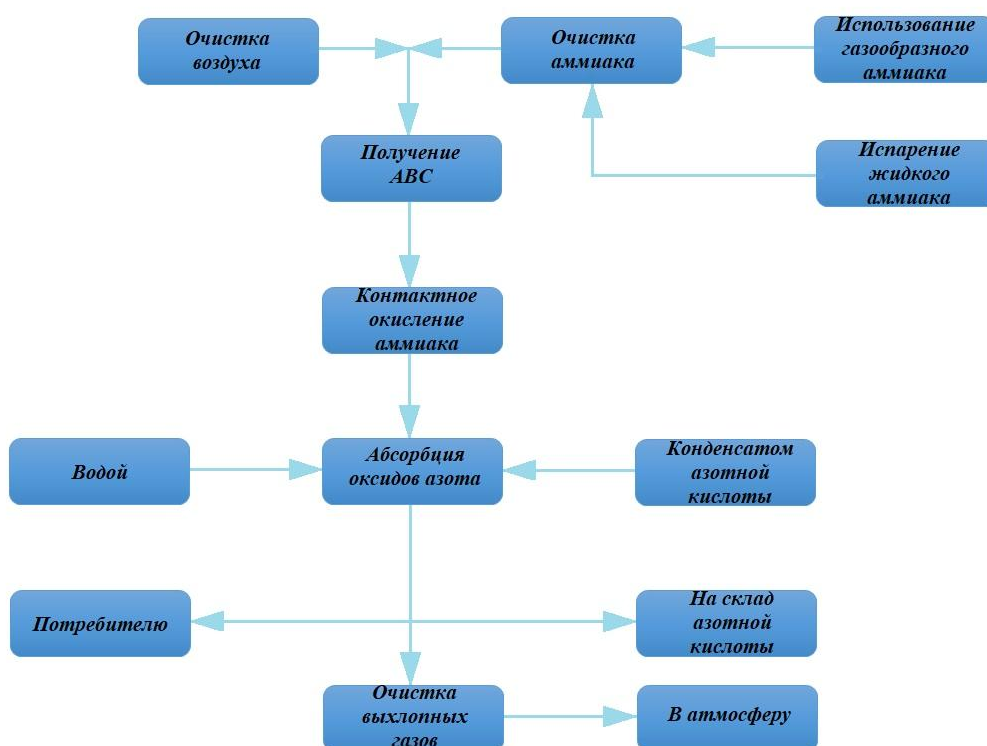 Очистка
воздуха
Очистка
аммиака
Использование
газообразного
аммиака
Получение
АВС
Испарение
жидкого
аммиака
Контактное
окисление
аммиака
Водой
Абсорбция
оксидов азота
Конденсатом
азотной
кислоты
Потребителю
На склад
азотной
кислоты
Очистка
выхлопных
газов
В атмосферу